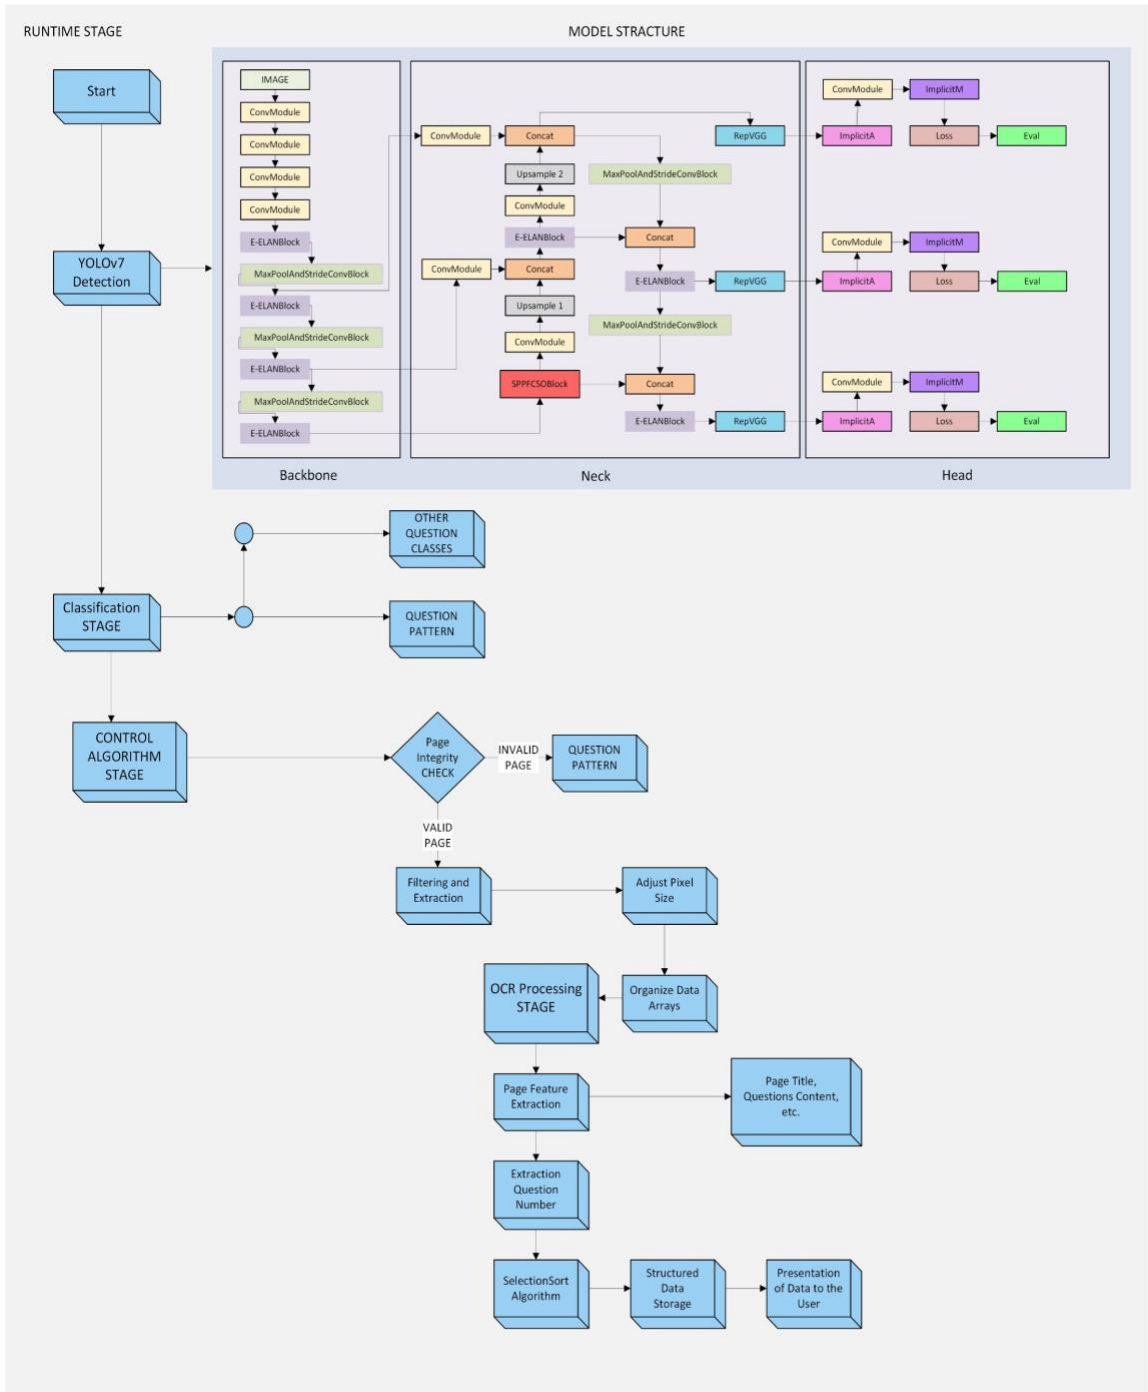 RUNTIME STAGE
MODEL STRACTURE
Start
YOLOv7
Detection
IMAGE
ConvModule
ConvModule
ConvModule
ConvModule
E-ELANBlock
MaxPoolAndStrideConvBlock
E-ELANBlock
MaxPoolAndStrideConvBlock
E-ELANBlock
MaxPoolAndStrideConvBlock
E-ELANBlock
Backbone
ConvModule
Concat
Upsample 2
ConvModule
E-ELANBlock
ConvModule
Concat
Upsample 1
ConvModule
SPPFCSOBlock
RepVGG
MaxPoolAndStrideConvBlock
Concat
E-ELANBlock
RepVGG
MaxPoolAndStrideConvBlock
Concat
E-ELANBlock
RepVGG
Neck
ConvModule
ImplicitM
ImplicitA
Loss
Eval
ConvModule
ImplicitM
ImplicitA
Loss
Eval
ConvModule
ImplicitM
ImplicitA
Loss
Eval
Head
OTHER
QUESTION
CLASSES
Classification
STAGE
QUESTION
PATTERN
CONTROL
ALGORITHM
STAGE
Page
Integrity
CHECK
INVALID
PAGE
QUESTION
PATTERN
VALID
PAGE
Filtering and
Extraction
Adjust Pixel
Size
OCR Processing
STAGE
Organize Data
Arrays
Page Feature
Extraction
Page Title,
Questions Content,
etc.
Extraction
Question
Number
SelectionSort
Algorithm
Structured
Data
Storage
Presentation
of Data to the
User